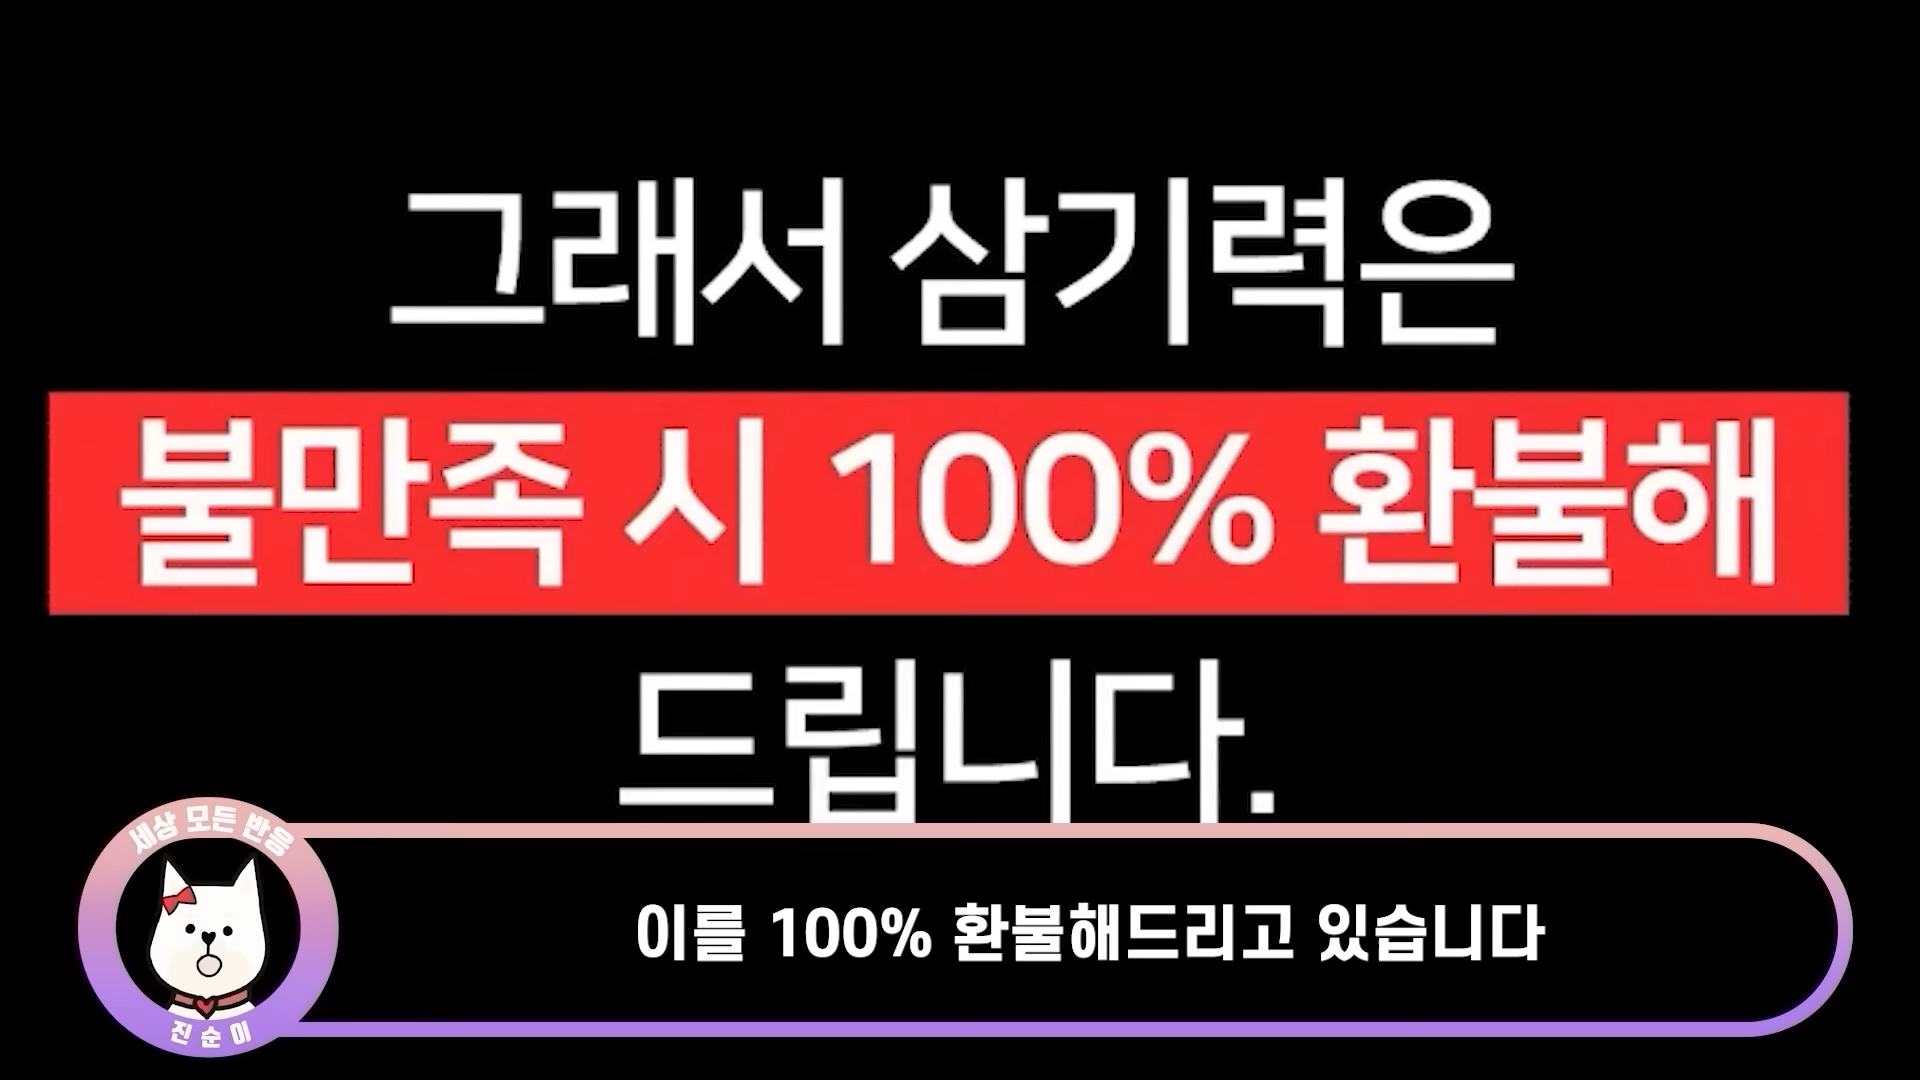 그래서 삼기력은
불만족 시 100% 환불해
드립니다.
세상 모든 반응
이를 100% 환불해드리고 있습니다
진순이